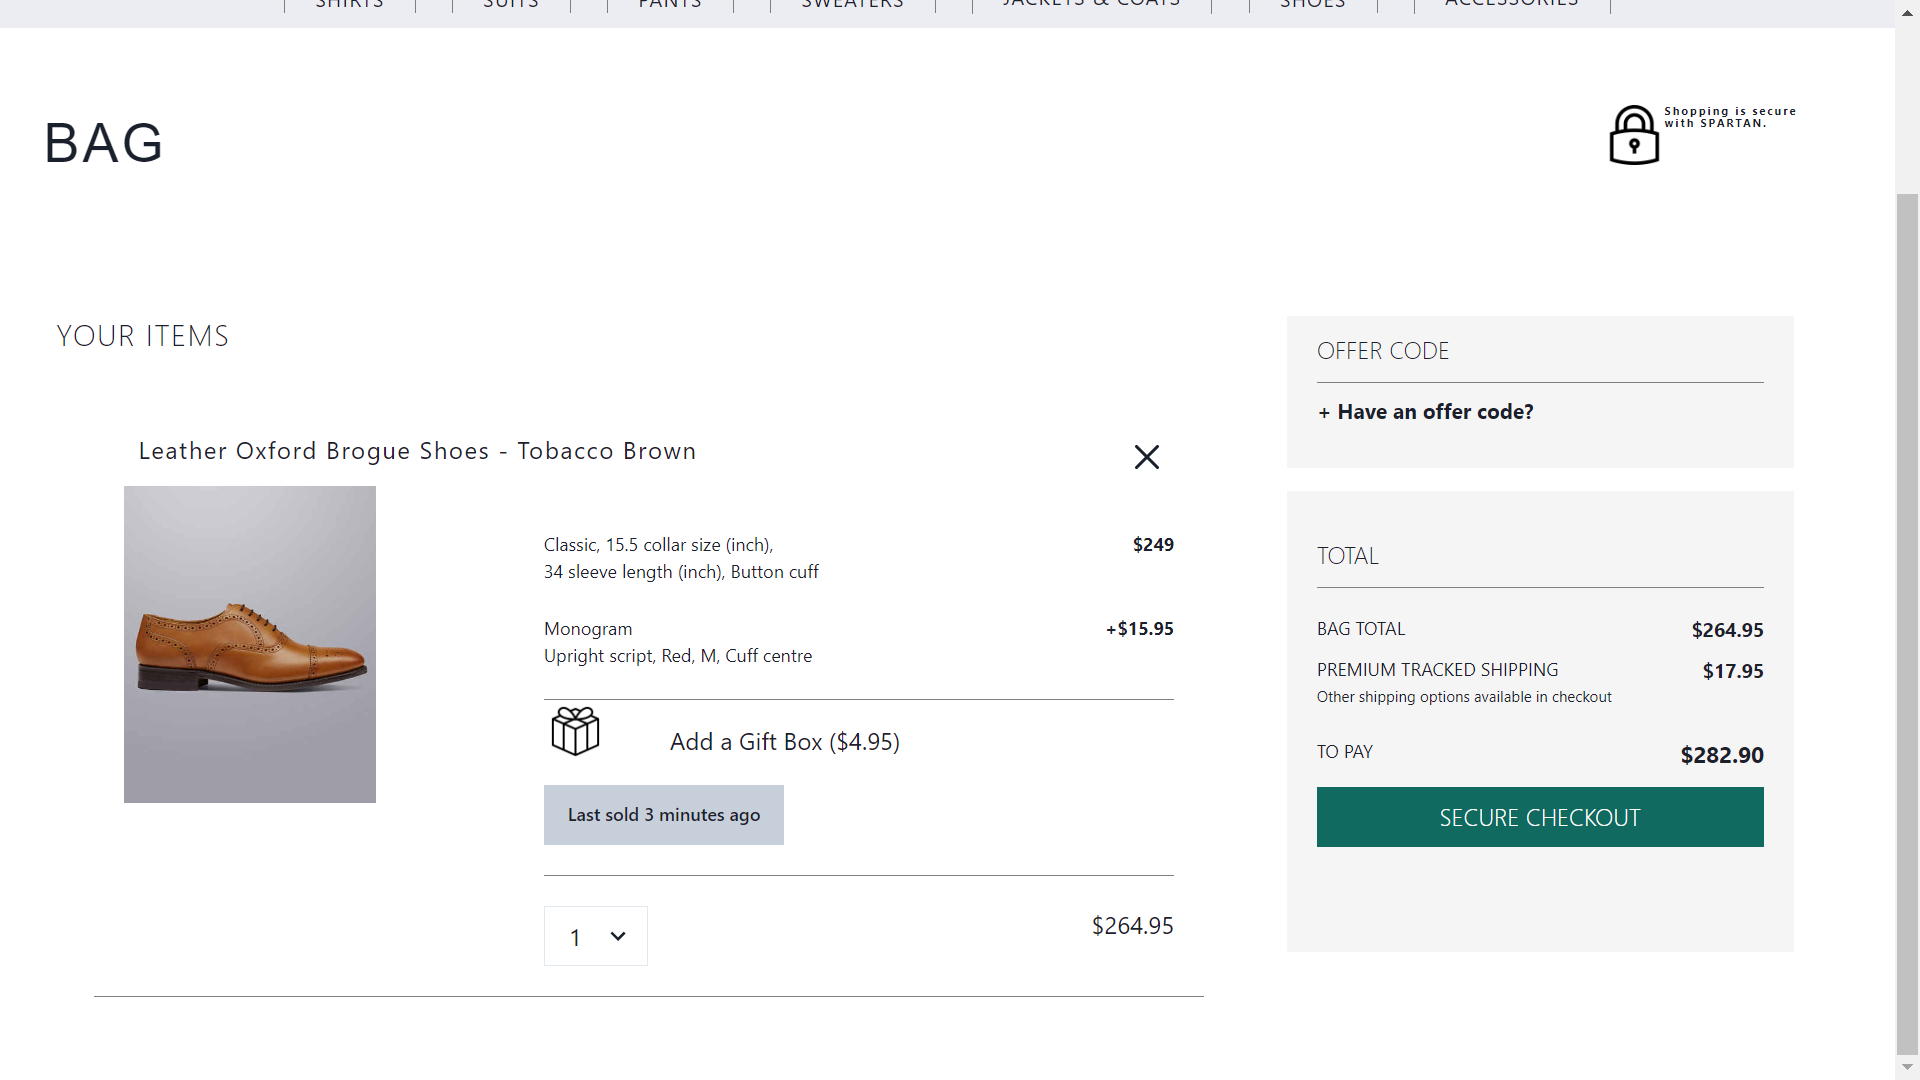 SHIRTS SUITS PANTS SWEATERS JACKETS & COATS SHOES ACCESSORIES
BAG
Shopping is secure
with SPARTAN.
YOUR ITEMS
Leather Oxford Brogue Shoes - Tobacco Brown
Classic, 15.5 collar size (inch), $249
34 sleeve length (inch), Button cuff
Monogram +$15.95
Upright script, Red, M, Cuff centre
Add a Gift Box ($4.95)
Last sold 3 minutes ago
1 $264.95
OFFER CODE
+ Have an offer code?
TOTAL
BAG TOTAL $264.95
PREMIUM TRACKED SHIPPING $17.95
Other shipping options available in checkout
TO PAY $282.90
SECURE CHECKOUT